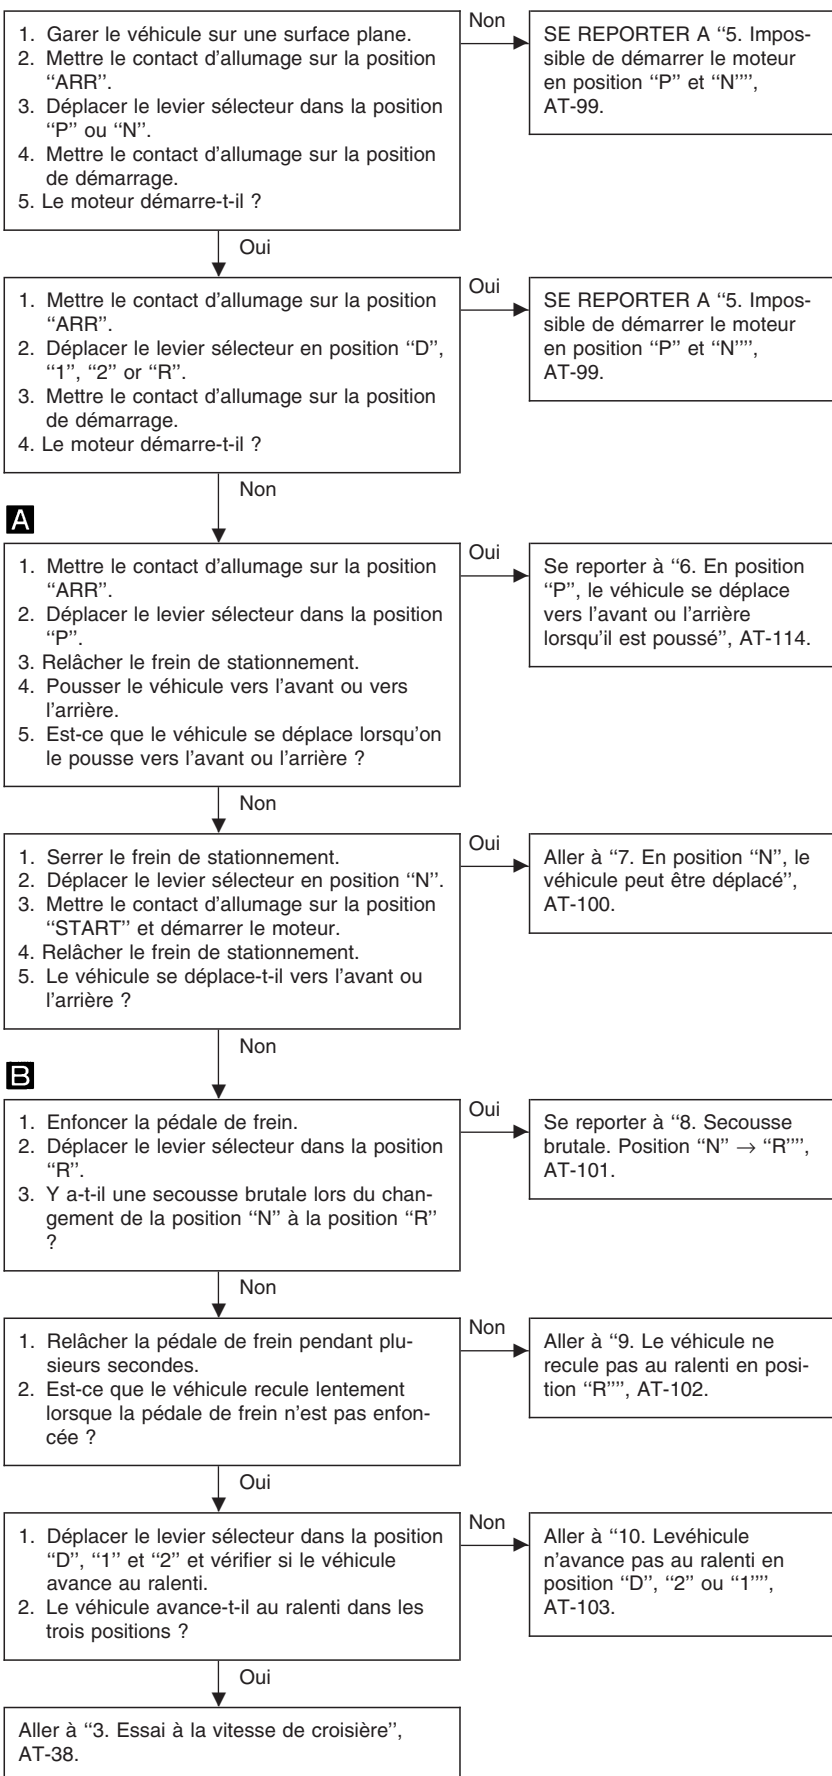 1. Garer le véhicule sur une surface plane.
2. Mettre le contact d'allumage sur la position
‘‘ARR’’.
3. Déplacer le levier sélecteur dans la position
‘‘P’’ ou ‘‘N’’.
4. Mettre le contact d'allumage sur la position
de démarrage.
5. Le moteur démarre-t-il ?
Non
SE REPORTER A ‘‘5. Impos-
sible de démarrer le moteur
en position ‘‘P’’ et ‘‘N’’’’,
AT-99.
Oui
1. Mettre le contact d'allumage sur la position
‘‘ARR’’.
2. Déplacer le levier sélecteur en position ‘‘D’’,
‘‘1’’, ‘‘2’’ or ‘‘R’’.
3. Mettre le contact d'allumage sur la position
de démarrage.
4. Le moteur démarre-t-il ?
Oui
SE REPORTER A ‘‘5. Impos-
sible de démarrer le moteur
en position ‘‘P’’ et ‘‘N’’’’,
AT-99.
Non
A
1. Mettre le contact d'allumage sur la position
‘‘ARR’’.
2. Déplacer le levier sélecteur dans la position
‘‘P’’.
3. Relâcher le frein de stationnement.
4. Pousser le véhicule vers l'avant ou vers
l'arrière.
5. Est-ce que le véhicule se déplace lorsqu'on
le pousse vers l'avant ou l'arrière ?
Oui
Se reporter à ‘‘6. En position
‘‘P’’, le véhicule se déplace
vers l'avant ou l'arrière
lorsqu'il est poussé’’, AT-114.
Non
1. Serrer le frein de stationnement.
2. Déplacer le levier sélecteur en position ‘‘N’’.
3. Mettre le contact d'allumage sur la position
‘‘START’’ et démarrer le moteur.
4. Relâcher le frein de stationnement.
5. Le véhicule se déplace-t-il vers l'avant ou
l'arrière ?
Oui
Aller à ‘‘7. En position ‘‘N’’, le
véhicule peut être déplacé’’,
AT-100.
Non
B
1. Enfoncer la pédale de frein.
2. Déplacer le levier sélecteur dans la position
‘‘R’’.
3. Y a-t-il une secousse brutale lors du chan-
gement de la position ‘‘N’’ à la position ‘‘R’’
?
Oui
Se reporter à ‘‘8. Secousse
brutale. Position ‘‘N’’ → ‘‘R’’’’,
AT-101.
Non
1. Relâcher la pédale de frein pendant plu-
sieurs secondes.
2. Est-ce que le véhicule recule lentement
lorsque la pédale de frein n'est pas enfon-
cée ?
Non
Aller à ‘‘9. Le véhicule ne
recule pas au ralenti en posi-
tion ‘‘R’’’’, AT-102.
Oui
1. Déplacer le levier sélecteur dans la position
‘‘D’’, ‘‘1’’ et ‘‘2’’ et vérifier si le véhicule
avance au ralenti.
2. Le véhicule avance-t-il au ralenti dans les
trois positions ?
Non
Aller à ‘‘10. Levéhicule
n'avance pas au ralenti en
position ‘‘D’’, ‘‘2’’ ou ‘‘1’’’’,
AT-103.
Oui
Aller à ‘‘3. Essai à la vitesse de croisière’’,
AT-38.